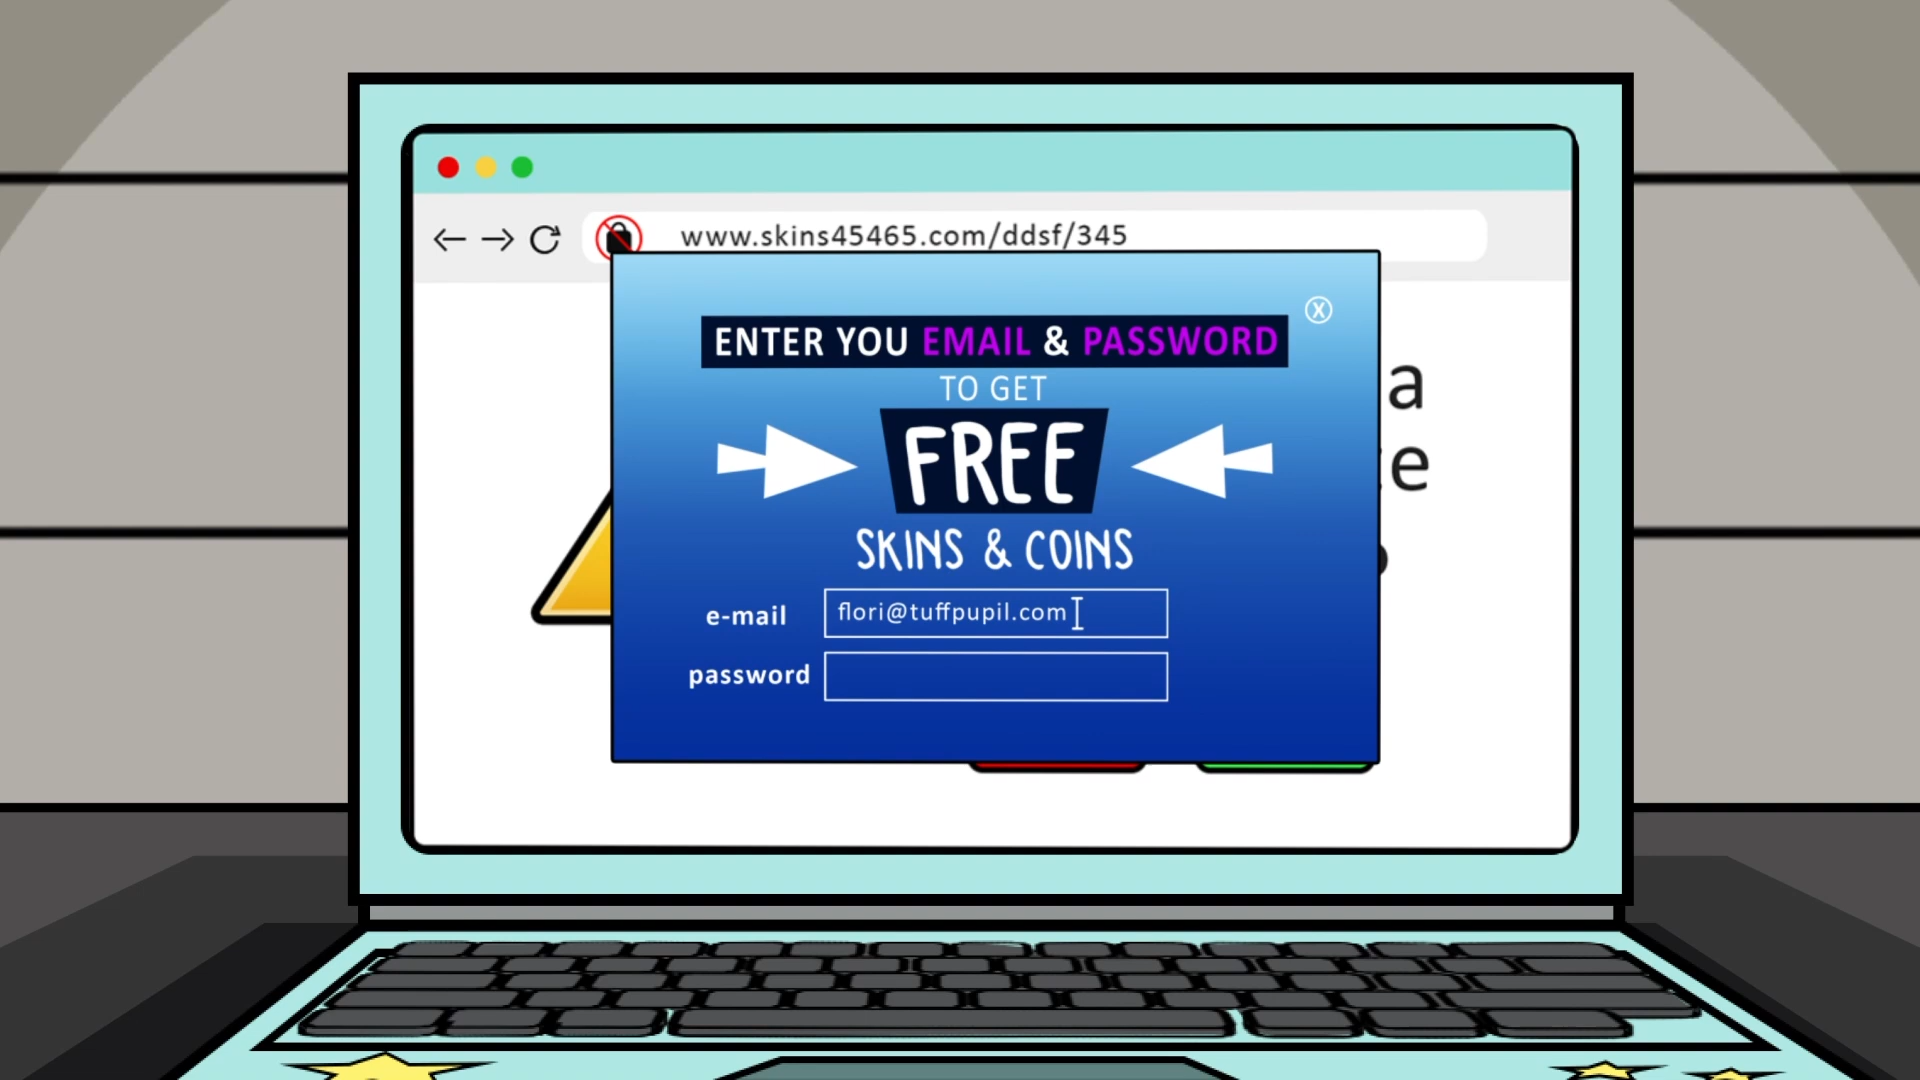 www.skins45465.com/ddsf/345
X
ENTER YOU EMAIL & PASSWORD
TO GET
FREE
SKINS & COINS
e-mail flori@tuffpupil.com
password
a
e